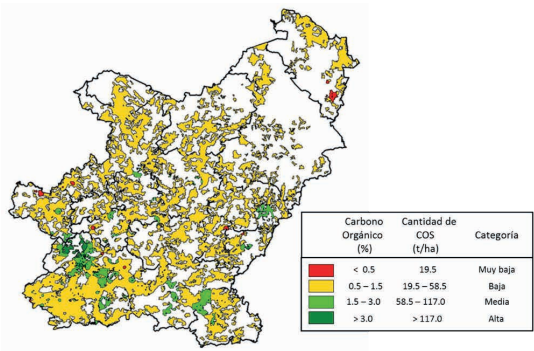 Carbono Orgánico (%) Cantidad de COS (t/ha) Categoría
< 0.5 19.5 Muy baja
0.5 – 1.5 19.5 – 58.5 Baja
1.5 – 3.0 58.5 – 117.0 Media
> 3.0 > 117.0 Alta